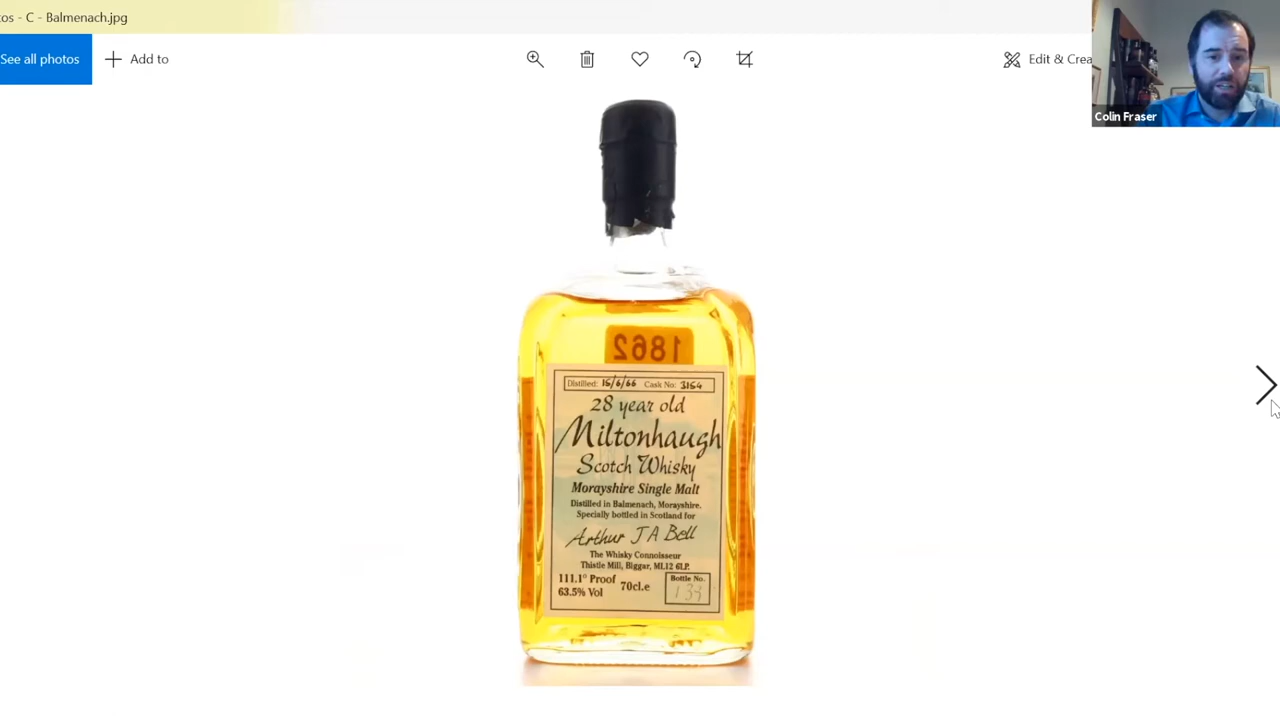 os - C - Balmenach.jpg
See all photos
Add to
Edit & Crea
Colin Fraser
1862
Distilled: 15/6/66 Cask No: 3154
28 year old
Miltonhaugh
Scotch Whisky
Morayshire Single Malt
Distilled in Balmenach, Morayshire.
Specially bottled in Scotland for
Arthur J A Bell
The Whisky Connoisseur
Thistle Mill, Biggar, ML12 6LP.
111.1° Proof
63.5% Vol
70cl.e
Bottle No.
133